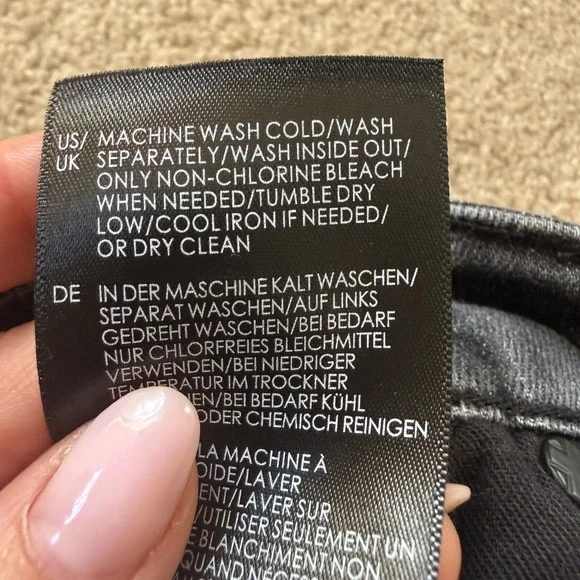 US/ MACHINE WASH COLD/WASH
UK SEPARATELY/WASH INSIDE OUT/
ONLY NON-CHLORINE BLEACH
WHEN NEEDED/TUMBLE DRY
LOW/COOL IRON IF NEEDED/
OR DRY CLEAN
DE IN DER MASCHINE KALT WASCHEN/
SEPARAT WASCHEN/AUF LINKS
GEDREHT WASCHEN/BEI BEDARF
NUR CHLORFREIES BLEICHMITTEL
VERWENDEN/BEI NIEDRIGER
TEMPERATUR IM TROCKNER
/BEI BEDARF KÜHL
ODER CHEMISCH REINIGEN
LA MACHINE À
/LAVER
/LAVER SUR
/UTILISER SEULEMENT UN
BLANCHIMENT NON
QUAND